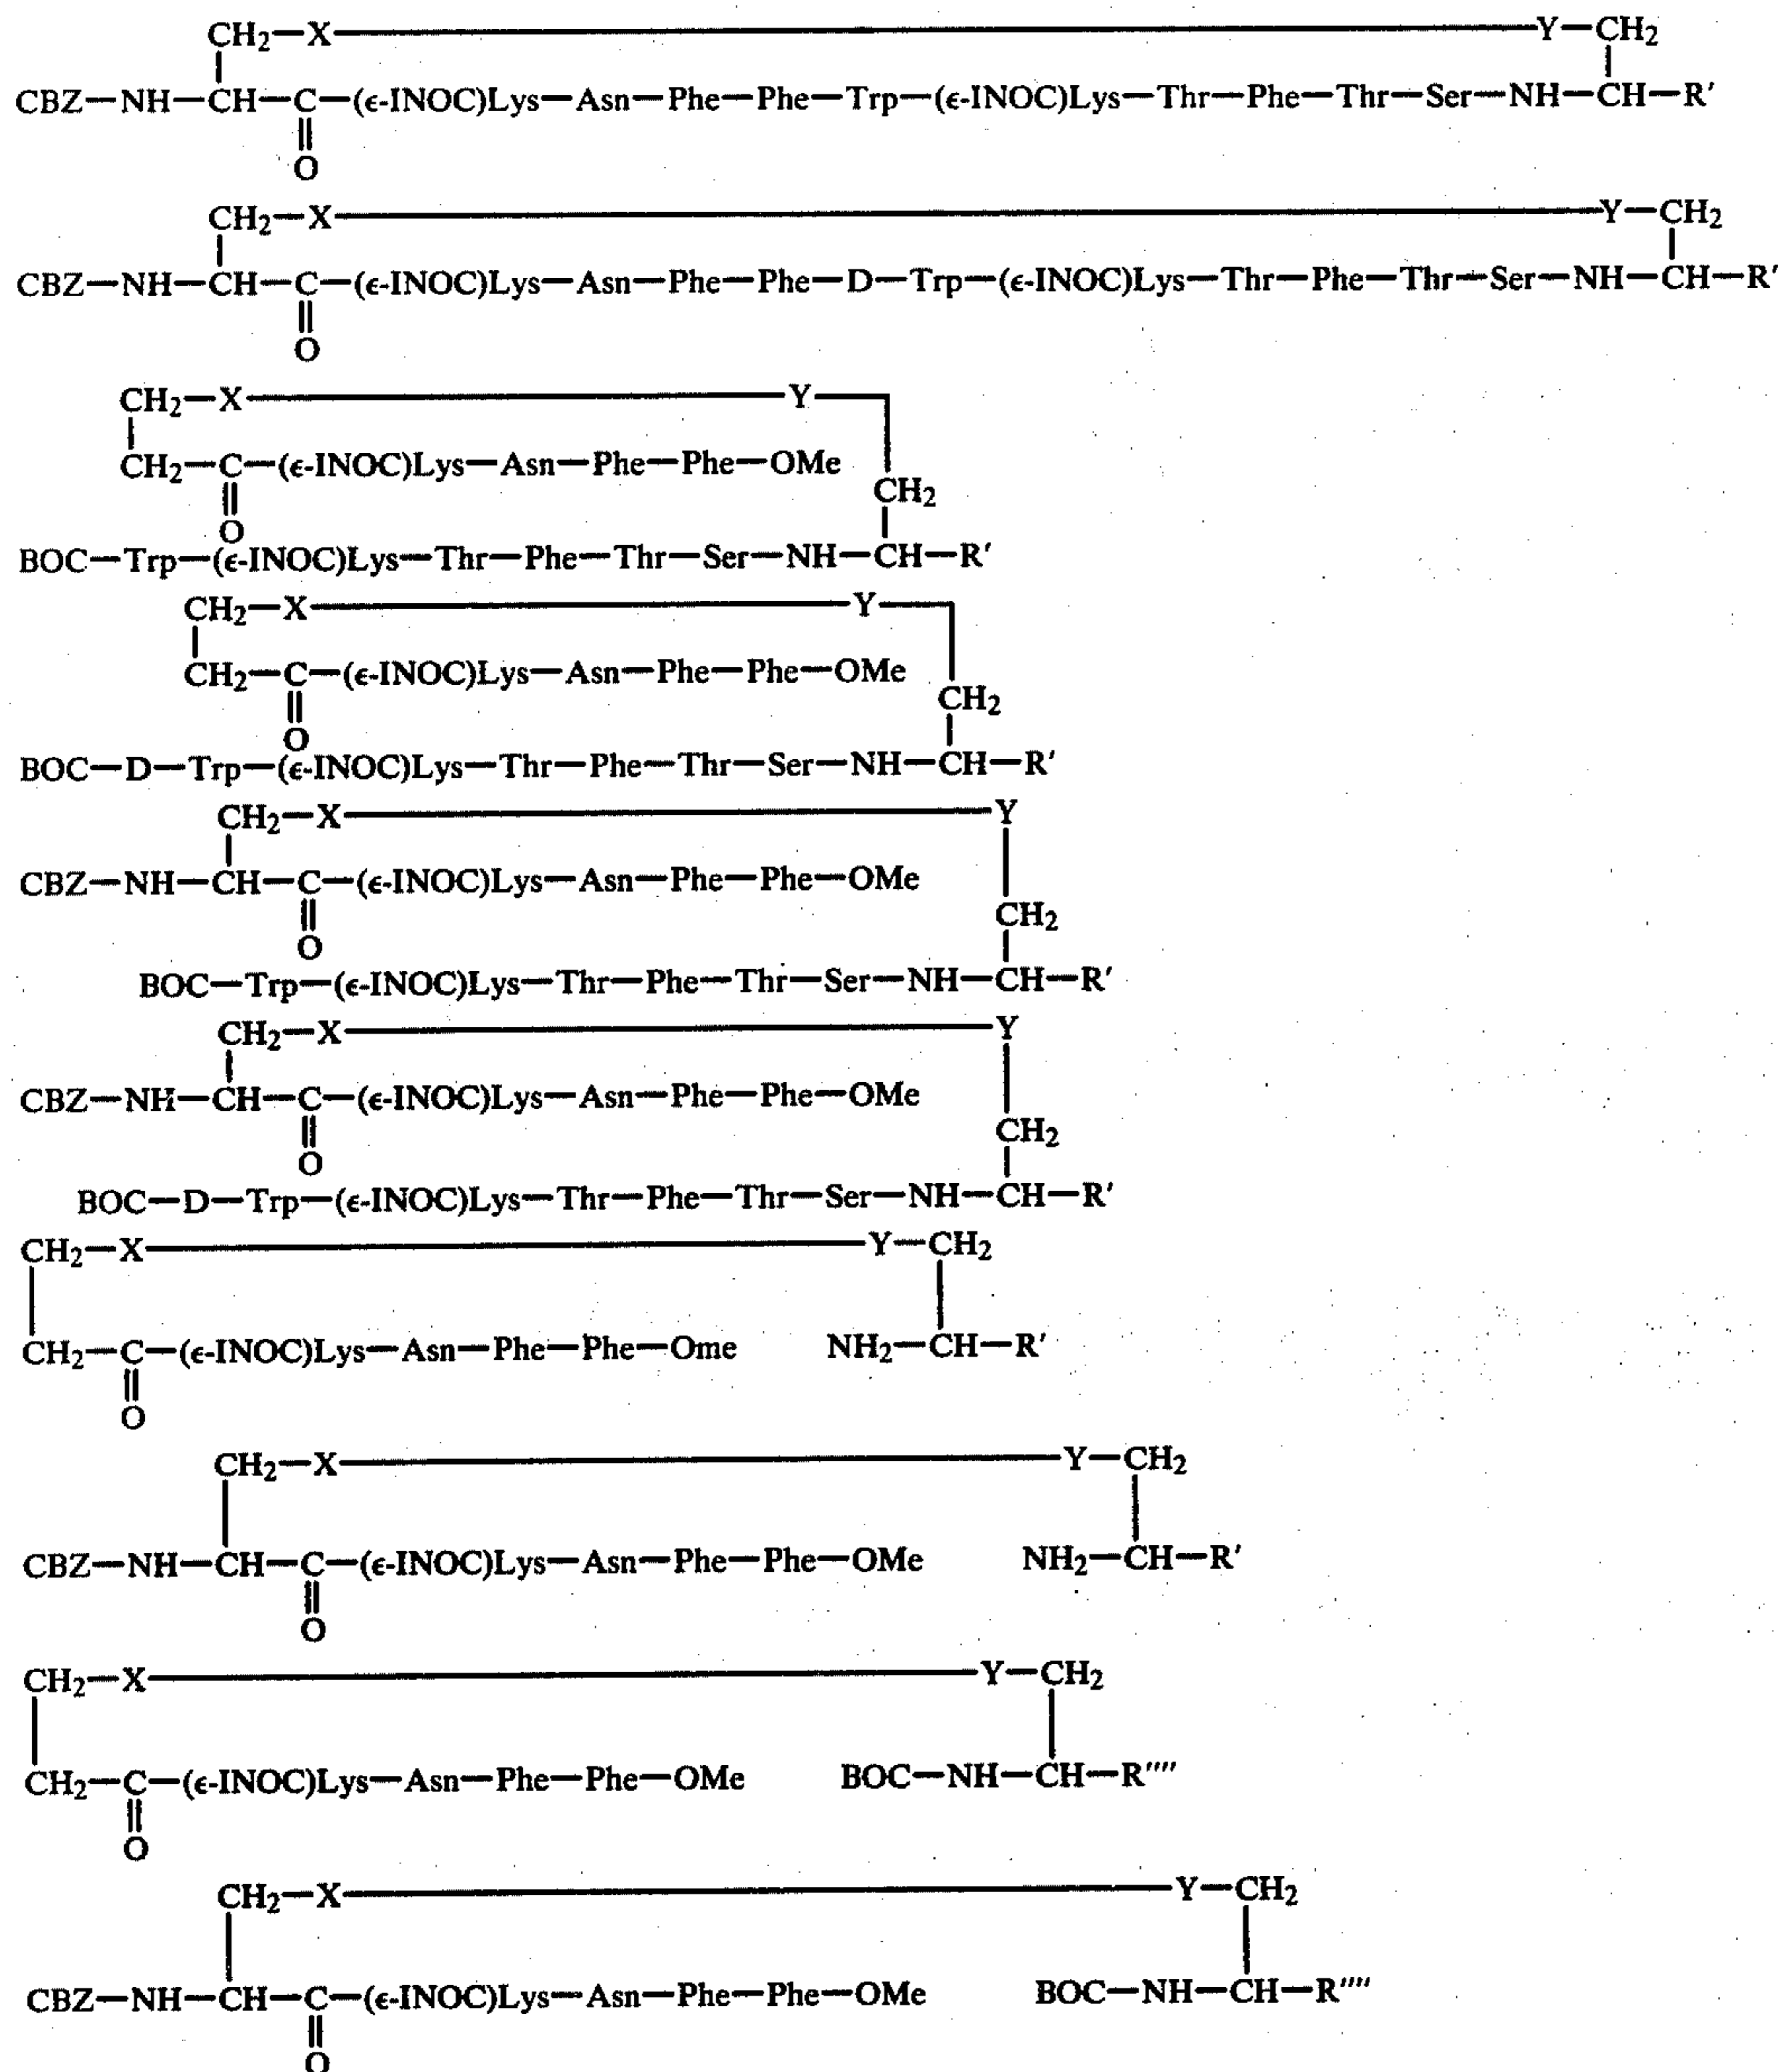 CH2—X—Y—CH2
CBZ—NH—CH—C—(ϵ-INOC)Lys—Asn—Phe—Phe—Trp—(ϵ-INOC)Lys—Thr—Phe—Thr—Ser—NH—CH—R'
O
CH2—X—Y—CH2
CBZ—NH—CH—C—(ϵ-INOC)Lys—Asn—Phe—Phe—D—Trp—(ϵ-INOC)Lys—Thr—Phe—Thr—Ser—NH—CH—R'
O
CH2—X—Y
CH2—C—(ϵ-INOC)Lys—Asn—Phe—Phe—OMe
CH2
O
BOC—Trp—(ϵ-INOC)Lys—Thr—Phe—Thr—Ser—NH—CH—R'
CH2—X—Y
CH2—C—(ϵ-INOC)Lys—Asn—Phe—Phe—OMe
CH2
O
BOC—D—Trp—(ϵ-INOC)Lys—Thr—Phe—Thr—Ser—NH—CH—R'
CH2—X—Y
CBZ—NH—CH—C—(ϵ-INOC)Lys—Asn—Phe—Phe—OMe
CH2
O
BOC—Trp—(ϵ-INOC)Lys—Thr—Phe—Thr—Ser—NH—CH—R'
CH2—X—Y
CBZ—NH—CH—C—(ϵ-INOC)Lys—Asn—Phe—Phe—OMe
CH2
O
BOC—D—Trp—(ϵ-INOC)Lys—Thr—Phe—Thr—Ser—NH—CH—R'
CH2—X—Y—CH2
CH2—C—(ϵ-INOC)Lys—Asn—Phe—Phe—Ome NH2—CH—R'
O
CH2—X—Y—CH2
CBZ—NH—CH—C—(ϵ-INOC)Lys—Asn—Phe—Phe—OMe NH2—CH—R'
O
CH2—X—Y—CH2
CH2—C—(ϵ-INOC)Lys—Asn—Phe—Phe—OMe BOC—NH—CH—R''''
O
CH2—X—Y—CH2
CBZ—NH—CH—C—(ϵ-INOC)Lys—Asn—Phe—Phe—OMe BOC—NH—CH—R''''
O